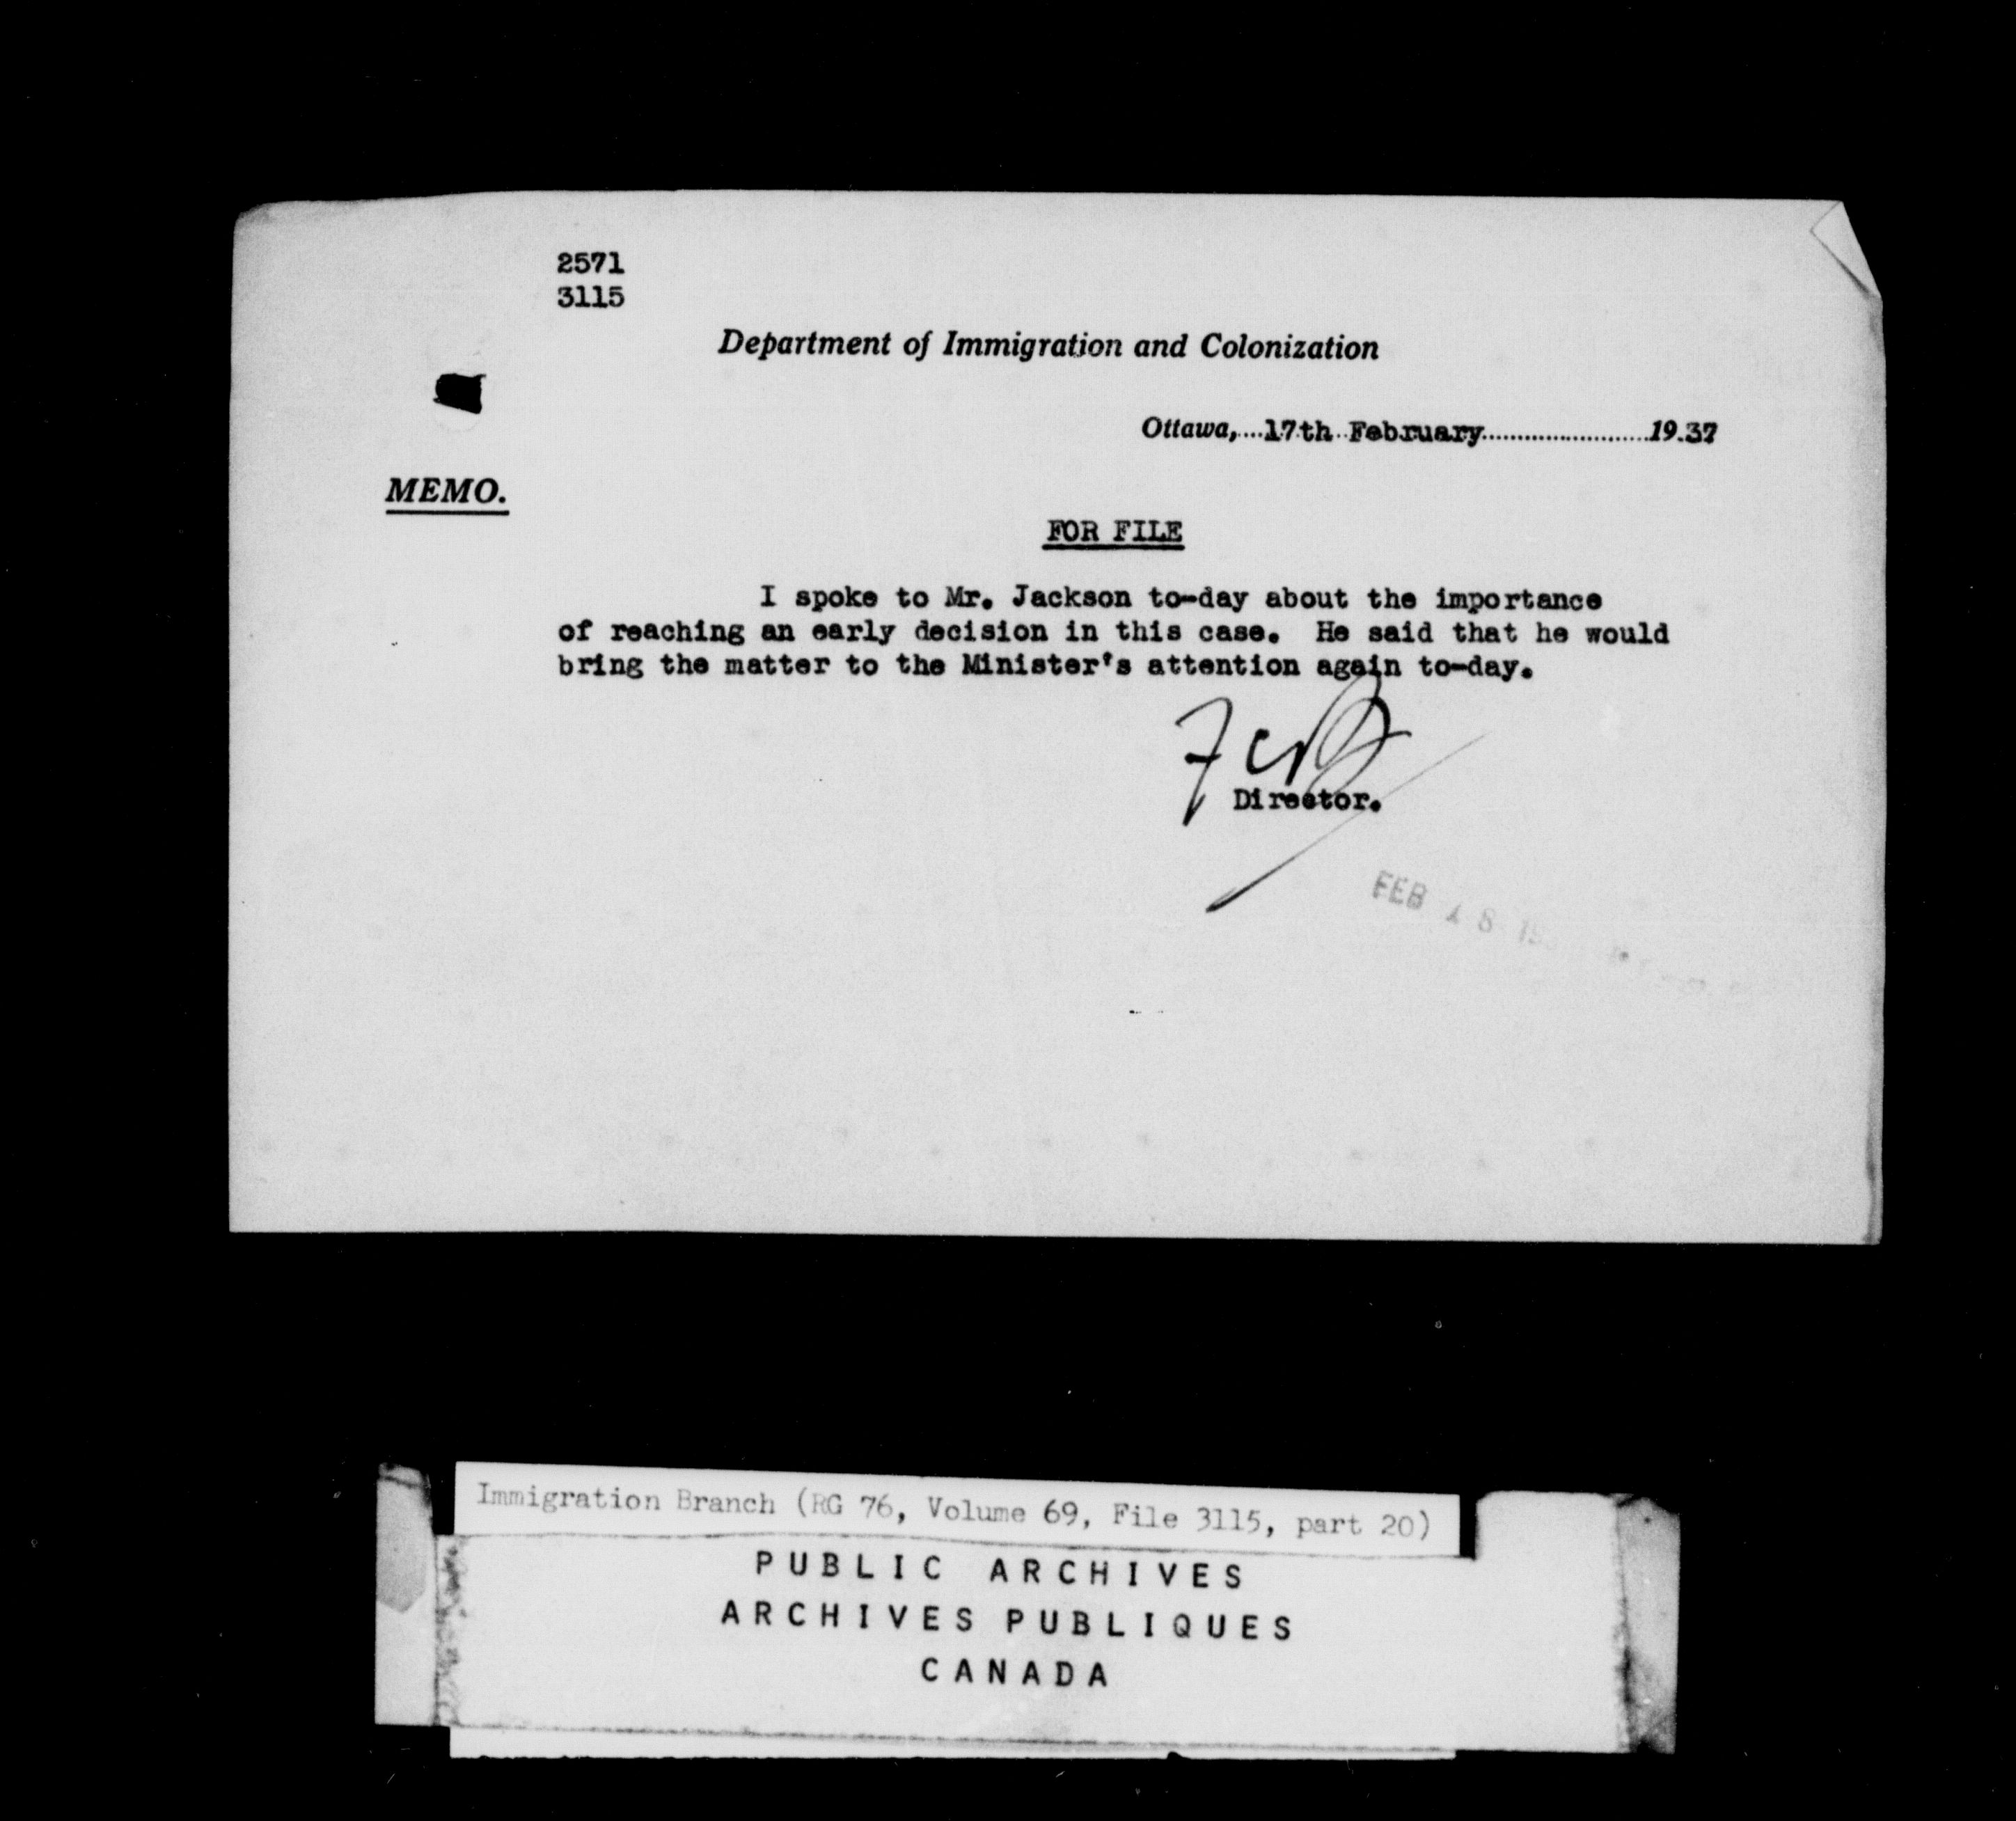 2571
3115
Department of Immigration and Colonization
Ottawa, 17th February 1937
MEMO.
FOR FILE
I spoke to Mr. Jackson to-day about the importance
of reaching an early decision in this case. He said that he would
bring the matter to the Minister's attention again to-day.
Director.
FEB 18
Immigration Branch (RG 76, Volume 69, File 3115, part 20)
PUBLIC ARCHIVES
ARCHIVES PUBLIQUES
CANADA